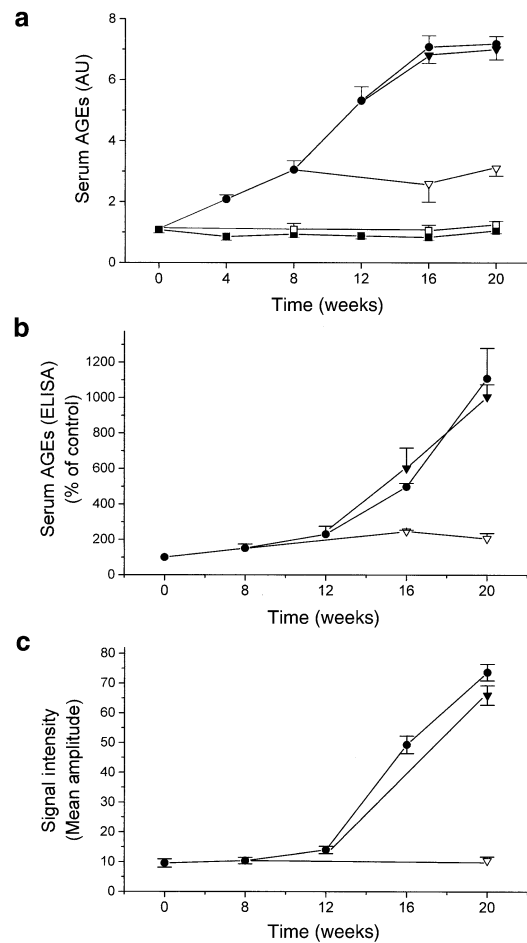 a
Serum AGEs (AU)
8
6
4
2
0
0 4 8 12 16 20
Time (weeks)
b
Serum AGEs (ELISA)
(% of control)
1200
1000
800
600
400
200
0
0 8 12 16 20
Time (weeks)
c
Signal intensity
(Mean amplitude)
80
70
60
50
40
30
20
10
0
0 8 12 16 20
Time (weeks)